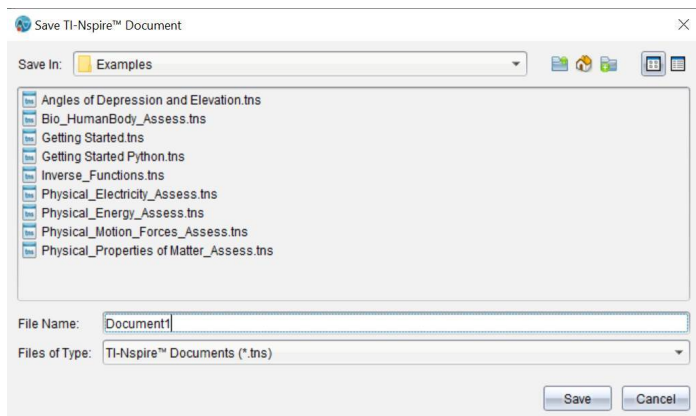 Save TI-Nspire™ Document
Save In: Examples
Angles of Depression and Elevation.tns
Bio_HumanBody_Assess.tns
Getting Started.tns
Getting Started Python.tns
Inverse_Functions.tns
Physical_Electricity_Assess.tns
Physical_Energy_Assess.tns
Physical_Motion_Forces_Assess.tns
Physical_Properties of Matter_Assess.tns
File Name: Document1
Files of Type: TI-Nspire™ Documents (*.tns)
Save Cancel